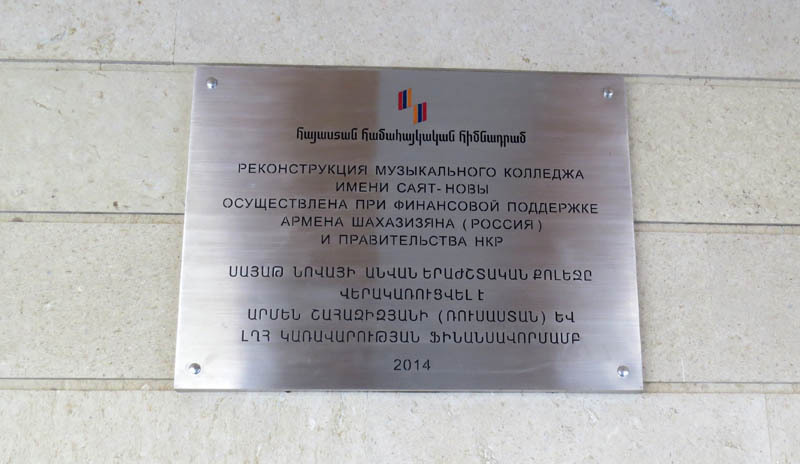 հայաստան համահայկական հիմնադրամ
РЕКОНСТРУКЦИЯ МУЗЫКАЛЬНОГО КОЛЛЕДЖА
ИМЕНИ САЯТ-НОВЫ
ОСУЩЕСТВЛЕНА ПРИ ФИНАНСОВОЙ ПОДДЕРЖКЕ
АРМЕНА ШАХАЗИЗЯНА (РОССИЯ)
И ПРАВИТЕЛЬСТВА НКР
ՍԱՅԱԹ ՆՈՎԱՅԻ ԱՆՎԱՆ ԵՐԱԺՇՏԱԿԱՆ ՔՈԼԵՋԸ
ՎԵՐԱԿԱՌՈՒՑՎԵԼ Է
ԱՐՄԵՆ ՇԱՀԱԶԻԶՅԱՆԻ (ՌՈՒՍԱՍՏԱՆ) ԵՎ
ԼՂՀ ԿԱՌԱՎԱՐՈՒԹՅԱՆ ՖԻՆԱՆՍԱՎՈՐՄԱՄԲ
2014